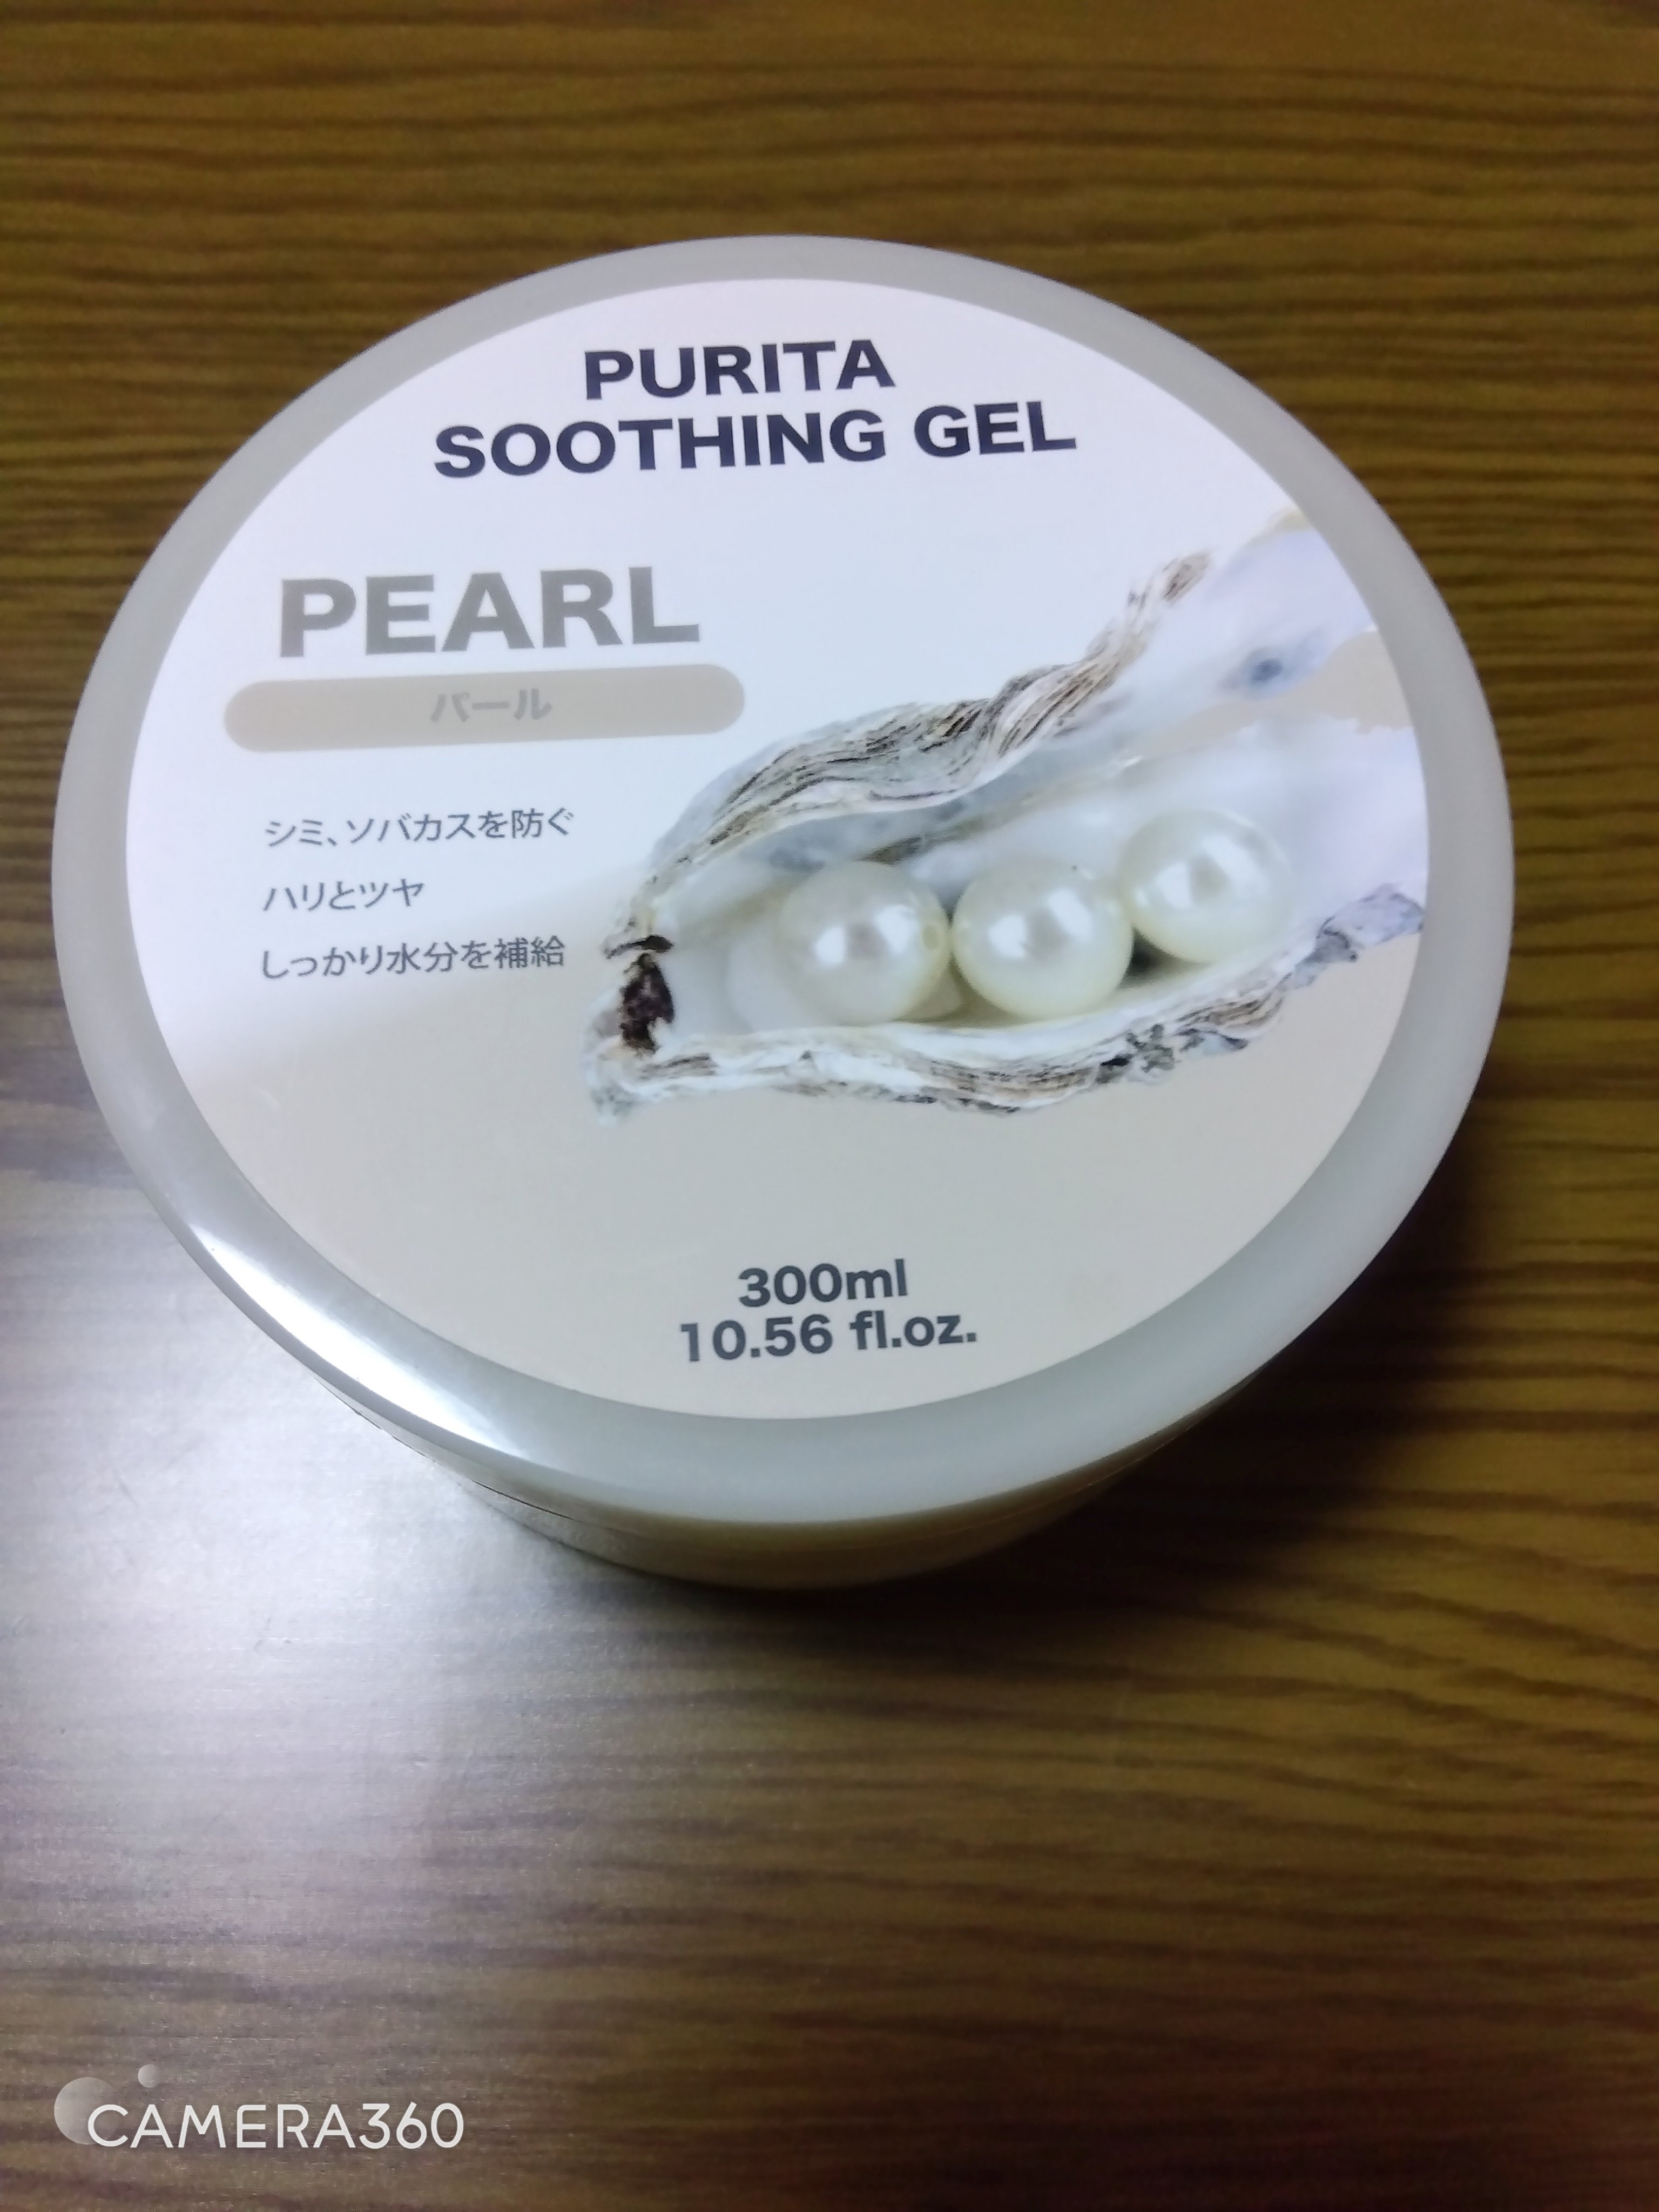 PURITA
SOOTHING GEL
PEARL
パール
シミ、ソバカスを防ぐ
ハリとツヤ
しっかり水分を補給
300ml
10.56 fl.oz.
CAMERA360